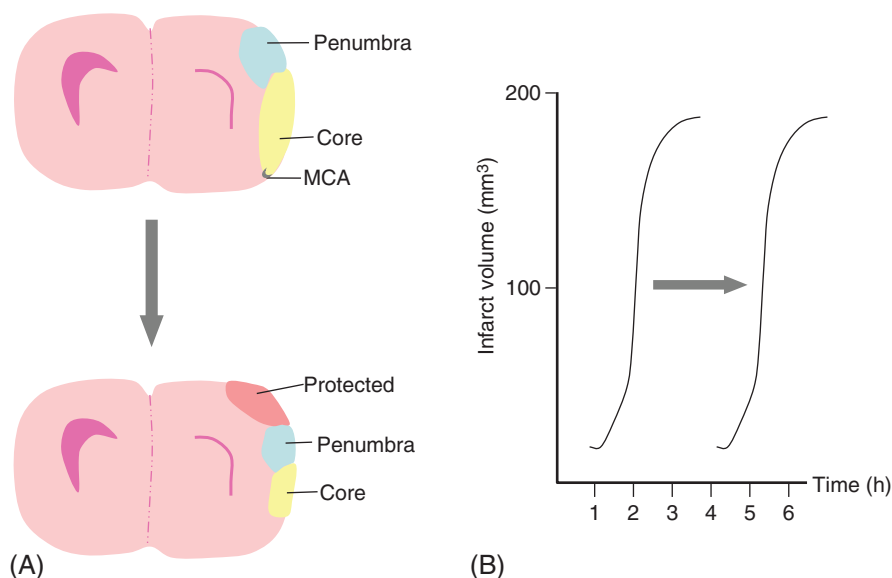 Penumbra
Core
MCA
Protected
Penumbra
Core
(A)
200
100
Infarct volume (mm³)
Time (h)
1 2 3 4 5 6
(B)